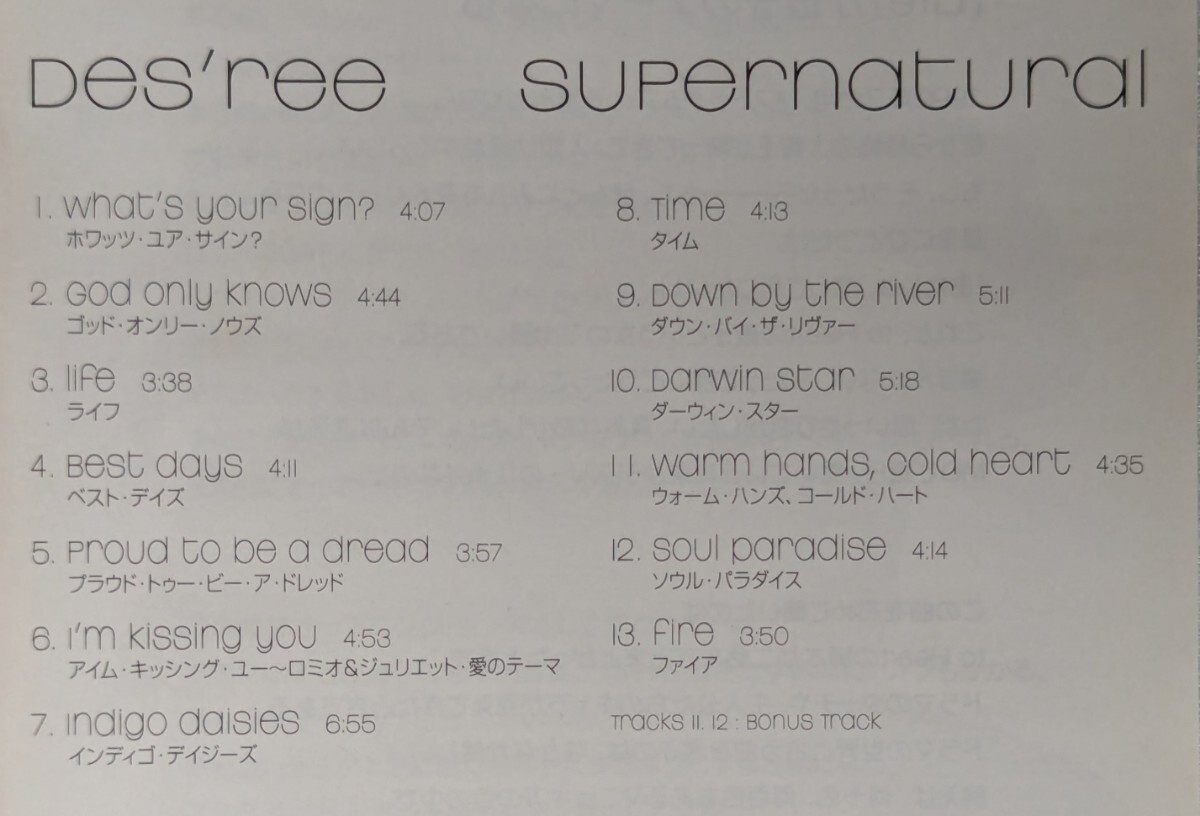 Des'ree Supernatural
1. What's your sign? 4:07
ホワッツ・ユア・サイン?
2. God only knows 4:44
ゴッド・オンリー・ノウズ
3. Life 3:38
ライフ
4. Best days 4:11
ベスト・デイズ
5. Proud to be a dread 3:57
プラウド・トゥー・ビー・ア・ドレッド
6. I'm kissing you 4:53
アイム・キッシング・ユー〜ロミオ&ジュリエット・愛のテーマ
7. Indigo daisies 6:55
インディゴ・デイジーズ
8. Time 4:13
タイム
9. Down by the river 5:11
ダウン・バイ・ザ・リヴァー
10. Darwin star 5:18
ダーウィン・スター
11. Warm hands, cold heart 4:35
ウォーム・ハンズ、コールド・ハート
12. Soul paradise 4:14
ソウル・パラダイス
13. Fire 3:50
ファイア
Tracks 11. 12 : Bonus Track